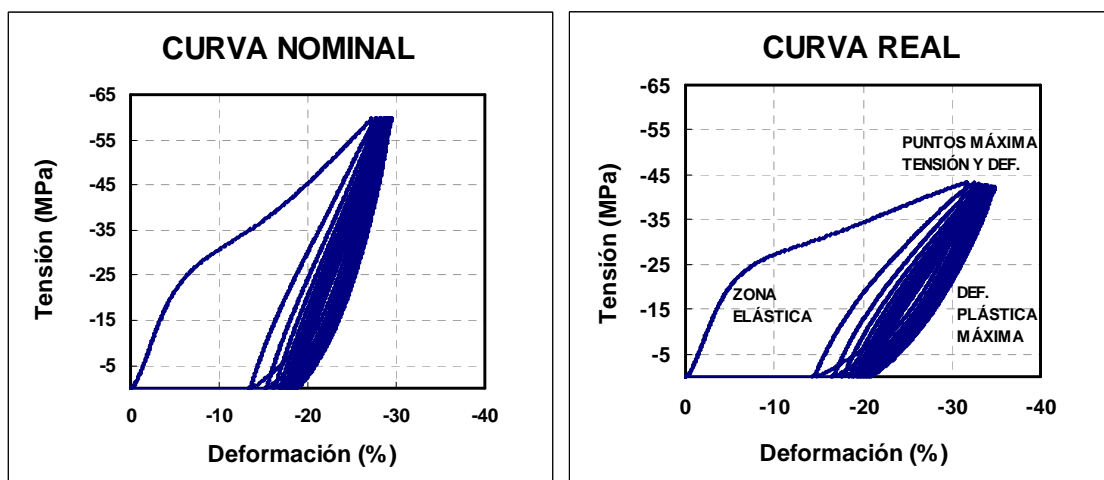 CURVA NOMINAL
-65
-55
-45
-35
-25
-15
-5
0
-10
-20
-30
-40
Tensión (MPa)
Deformación (%)
CURVA REAL
-65
-55
-45
-35
-25
-15
-5
0
-10
-20
-30
-40
Tensión (MPa)
Deformación (%)
PUNTOS MÁXIMA
TENSIÓN Y DEF.
ZONA
ELÁSTICA
DEF.
PLÁSTICA
MÁXIMA